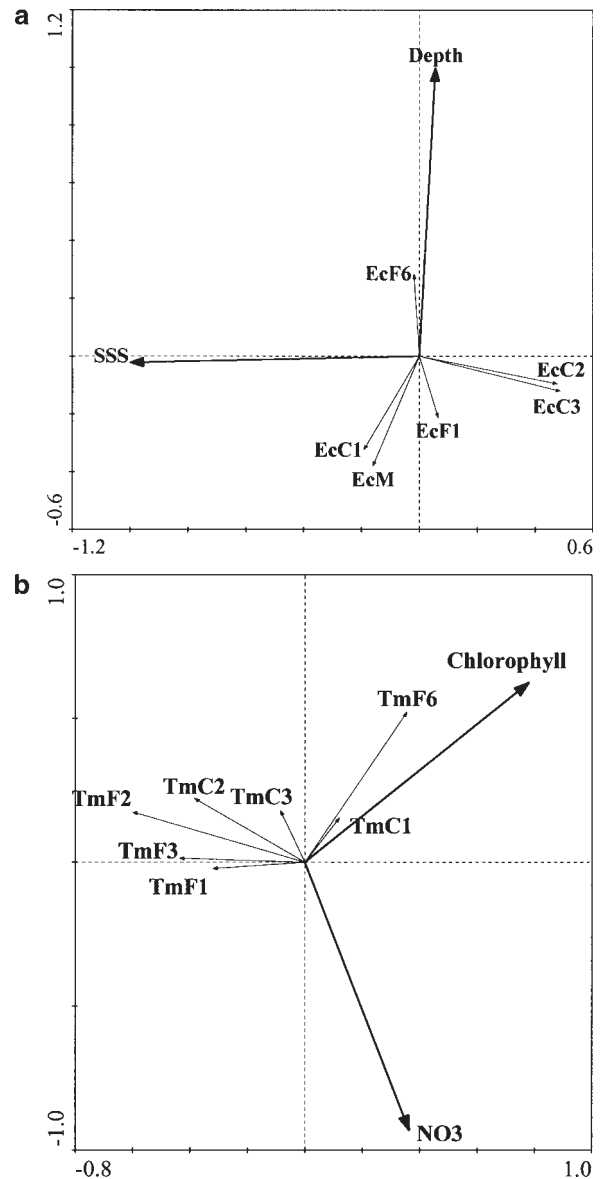 a
1.2
Depth
EcF6
SSS
EcC2
EcC3
EcF1
EcC1
EcM
-0.6
-1.2
0.6
b
1.0
Chlorophyll
TmF6
TmC2
TmC3
TmF2
TmC1
TmF3
TmF1
NO3
-1.0
-0.8
1.0